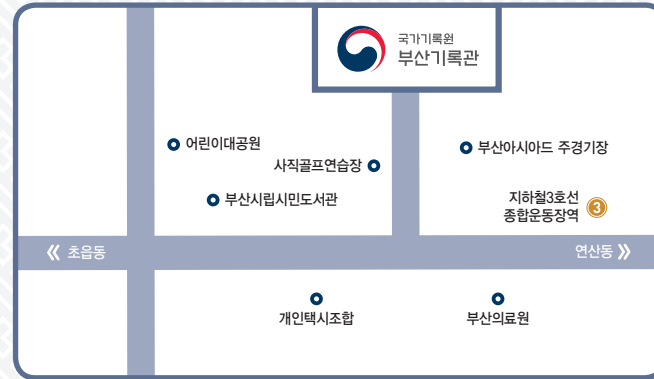 국가기록원
부산기록관
어린이대공원
사직골프연습장
부산아시아드 주경기장
부산시립시민도서관
지하철3호선
종합운동장역
3
《 초읍동
연산동 》
개인택시조합
부산의료원